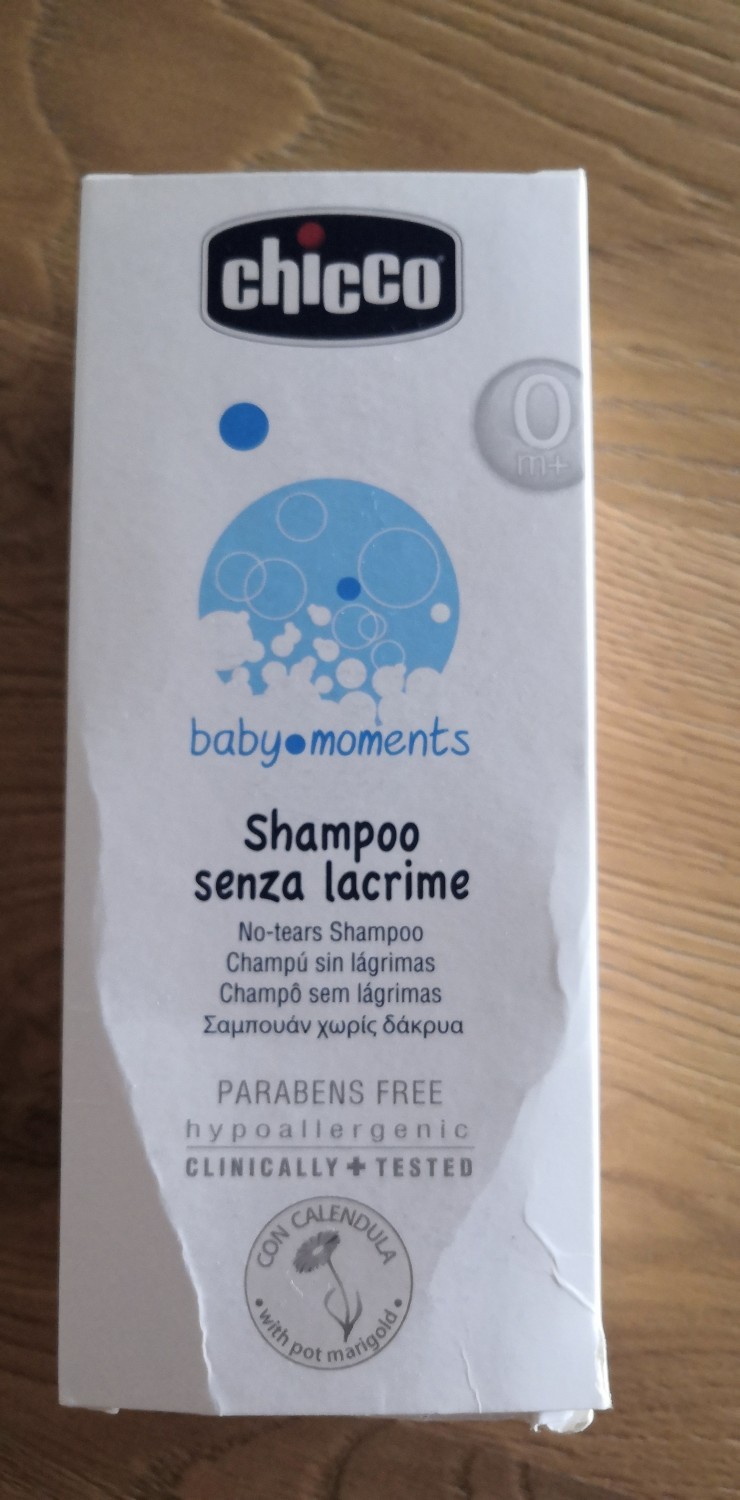 chicco
0
m+
baby•moments
Shampoo
senza lacrime
No-tears Shampoo
Champú sin lágrimas
Champô sem lágrimas
Σαμπουάν χωρίς δάκρυα
PARABENS FREE
hypoallergenic
CLINICALLY + TESTED
CON CALENDULA
• with pot marigold •